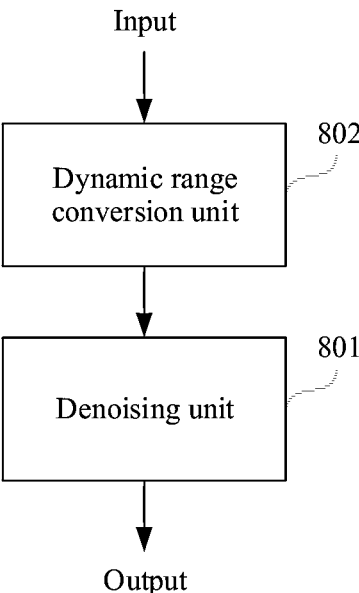 Input
802
Dynamic range
conversion unit
801
Denoising unit
Output